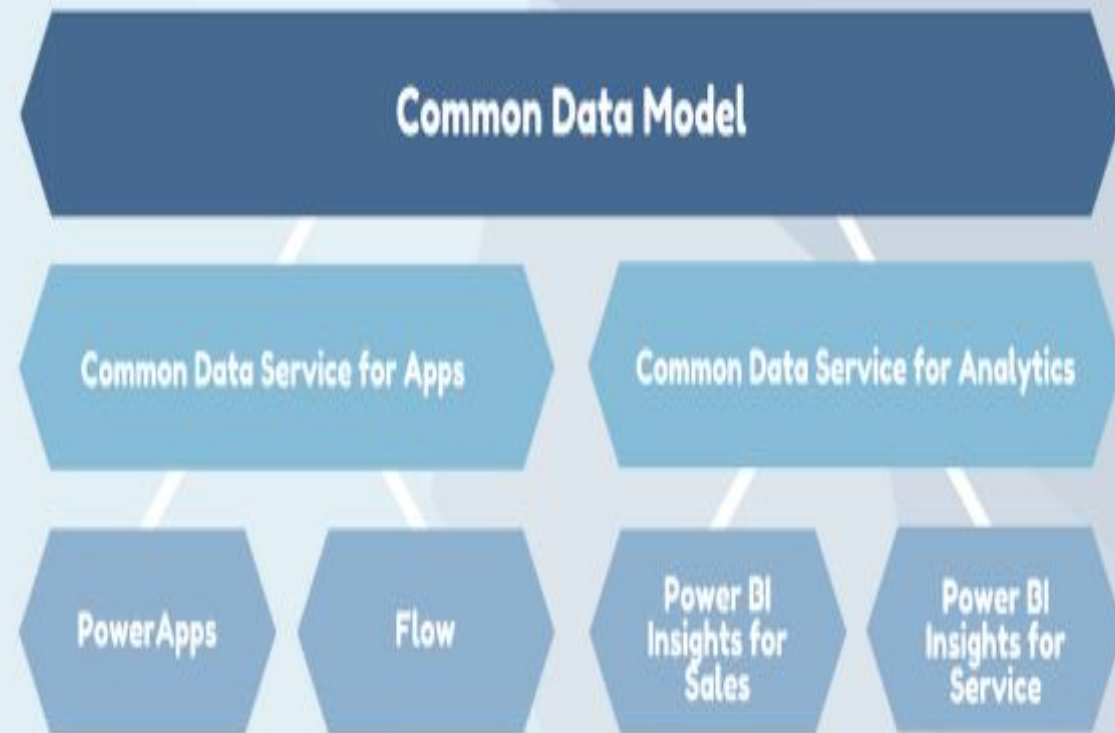 Common Data Model
Common Data Service for Apps
Common Data Service for Analytics
PowerApps
Flow
Power BI
Insights for
Sales
Power BI
Insights for
Service